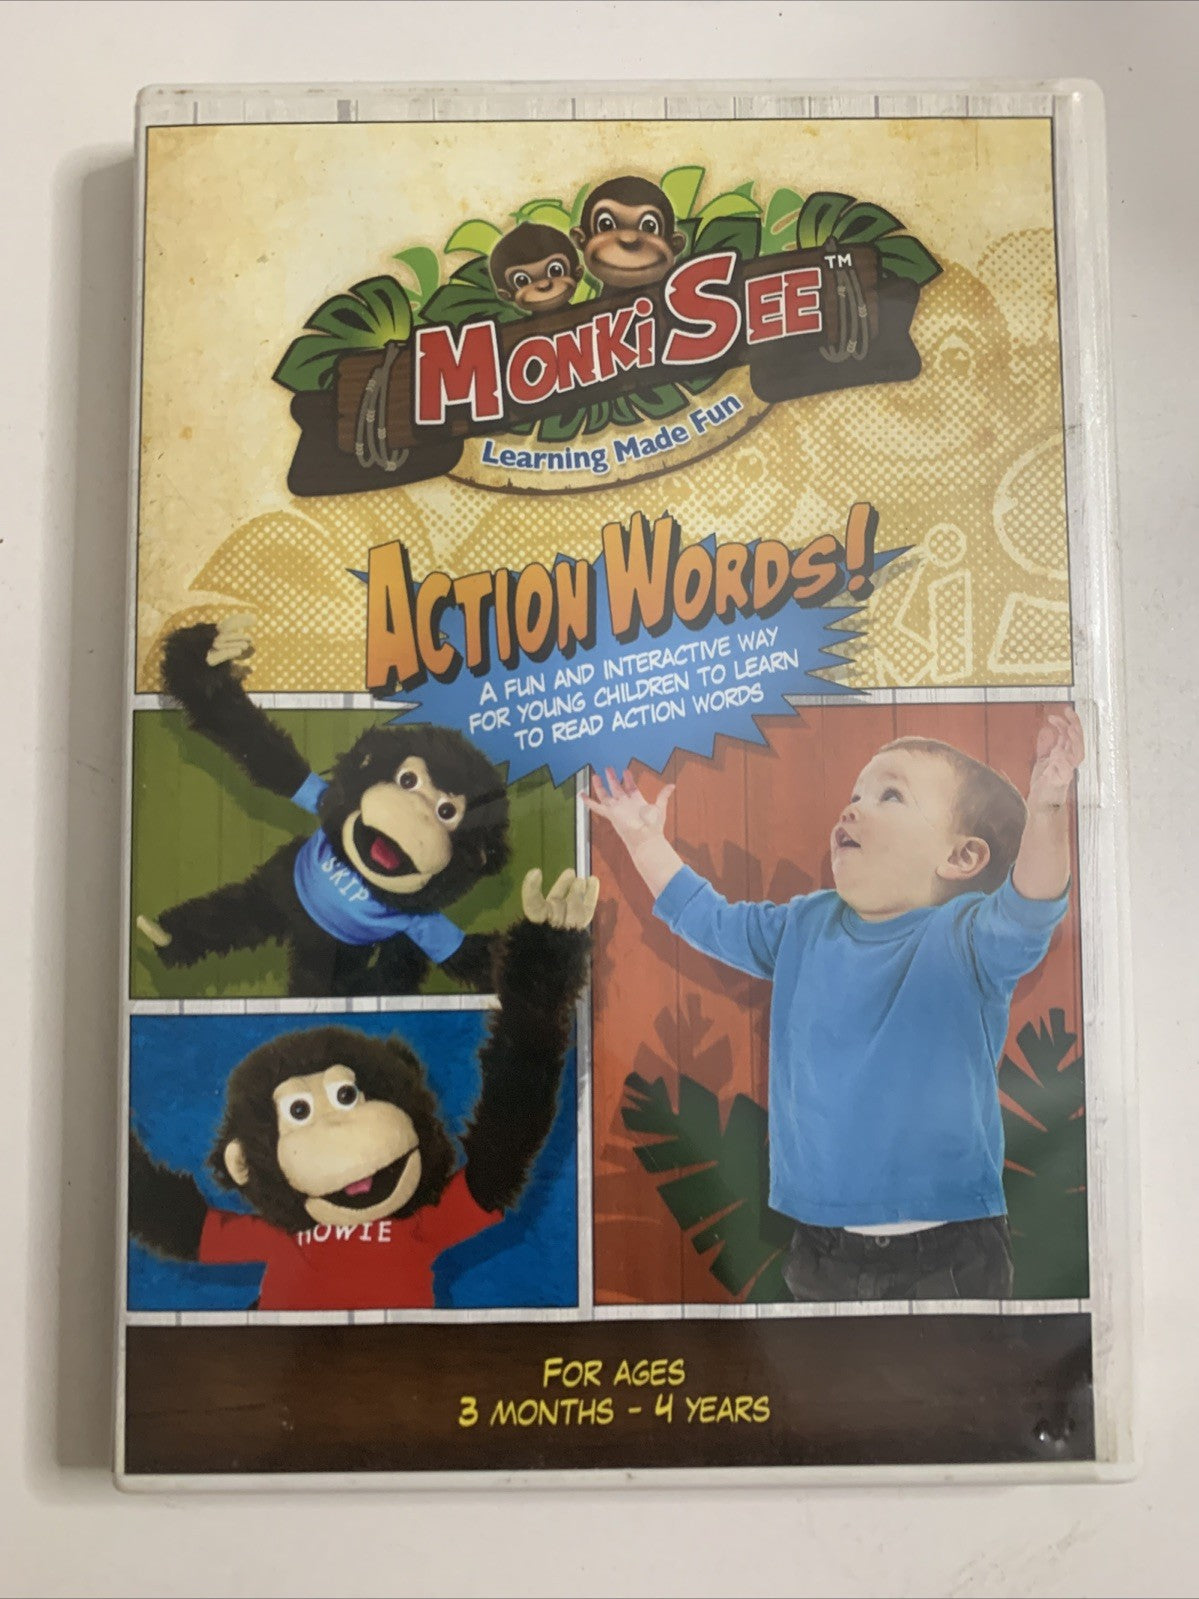 MONKi SEE™
Learning Made Fun
ACTION WORDS!
A FUN AND INTERACTIVE WAY
FOR YOUNG CHILDREN TO LEARN
TO READ ACTION WORDS
SKIP
HOWIE
FOR AGES
3 MONTHS - 4 YEARS